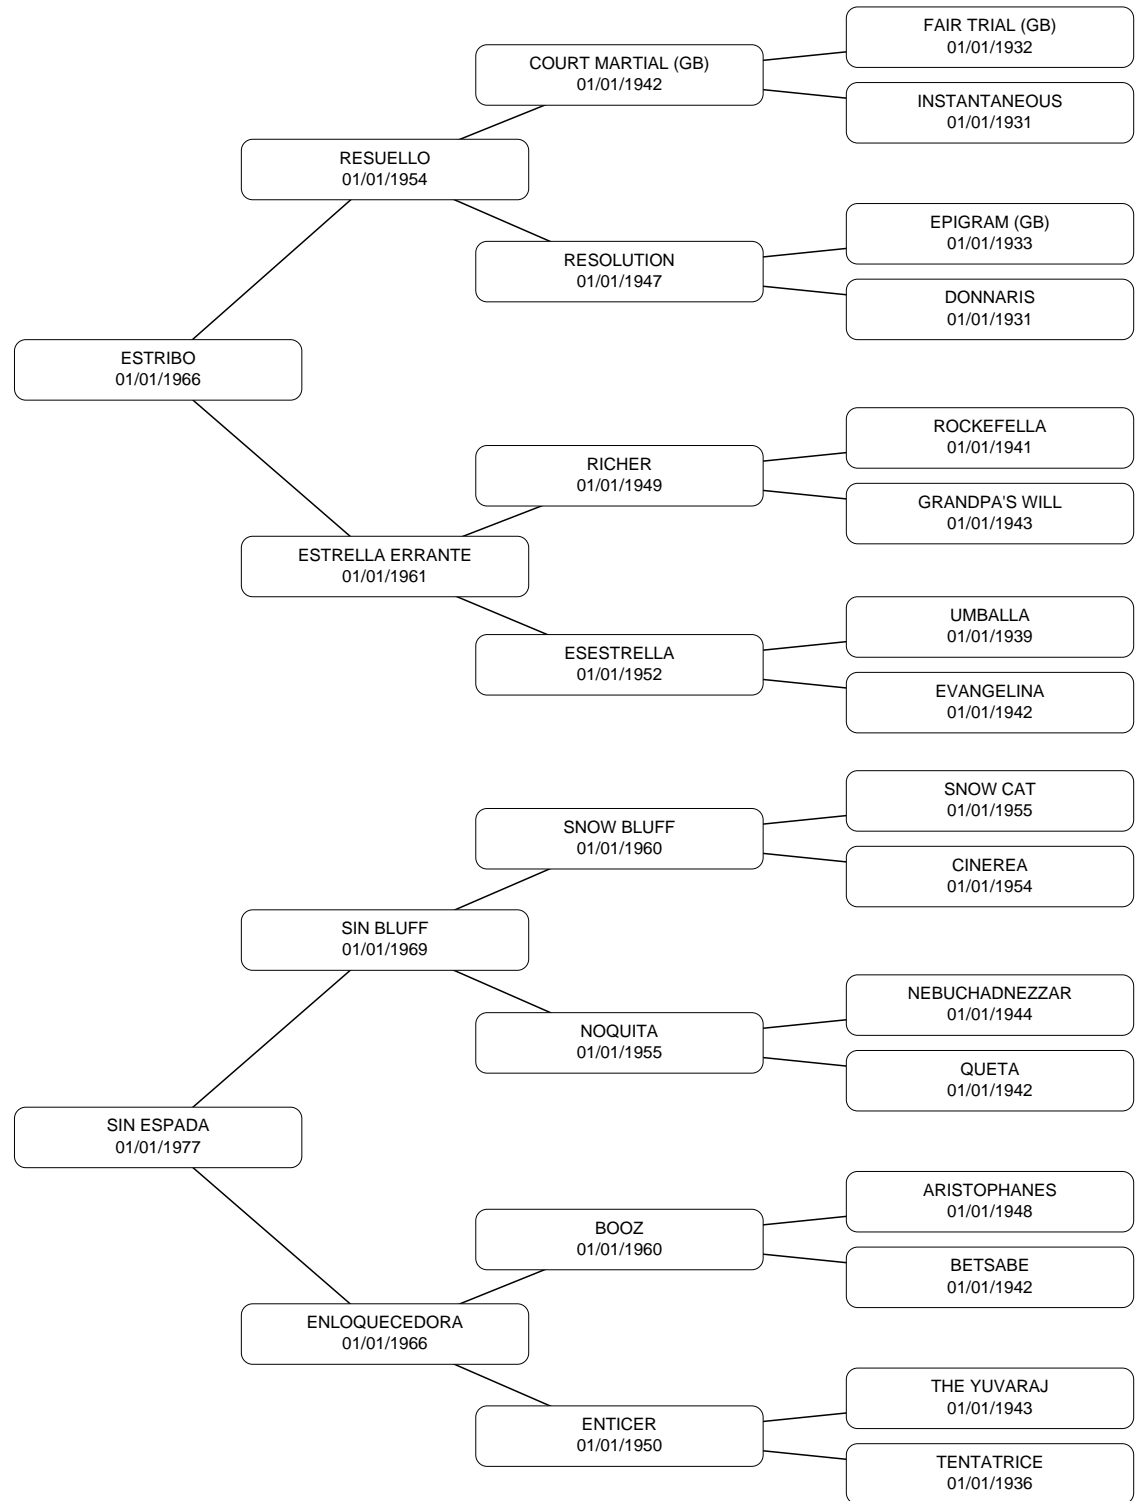 FAIR TRIAL (GB)
01/01/1932
COURT MARTIAL (GB)
01/01/1942
INSTANTANEOUS
01/01/1931
RESUELLO
01/01/1954
EPIGRAM (GB)
01/01/1933
RESOLUTION
01/01/1947
DONNARIS
01/01/1931
ESTRIBO
01/01/1966
ROCKEFELLA
01/01/1941
RICHER
01/01/1949
GRANDPA'S WILL
01/01/1943
ESTRELLA ERRANTE
01/01/1961
UMBALLA
01/01/1939
ESESTRELLA
01/01/1952
EVANGELINA
01/01/1942
SNOW CAT
01/01/1955
SNOW BLUFF
01/01/1960
CINEREA
01/01/1954
SIN BLUFF
01/01/1969
NEBUCHADNEZZAR
01/01/1944
NOQUITA
01/01/1955
QUETA
01/01/1942
SIN ESPADA
01/01/1977
ARISTOPHANES
01/01/1948
BOOZ
01/01/1960
BETSABE
01/01/1942
ENLOQUECEDORA
01/01/1966
THE YUVARAJ
01/01/1943
ENTICER
01/01/1950
TENTATRICE
01/01/1936